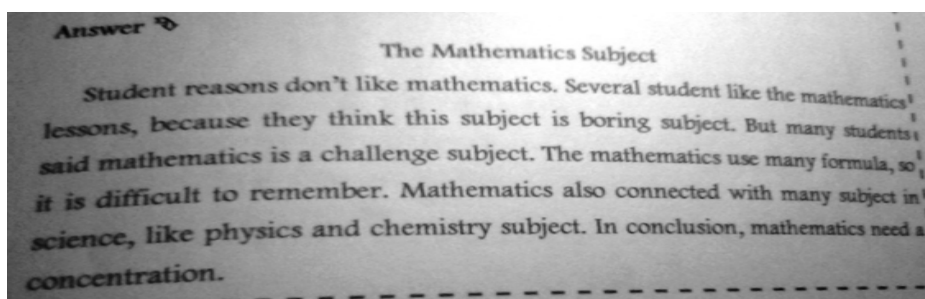 Answer
The Mathematics Subject
Student reasons don't like mathematics. Several student like the mathematics
lessons, because they think this subject is boring subject. But many students
said mathematics is a challenge subject. The mathematics use many formula, so
it is difficult to remember. Mathematics also connected with many subject in
science, like physics and chemistry subject. In conclusion, mathematics need a
concentration.